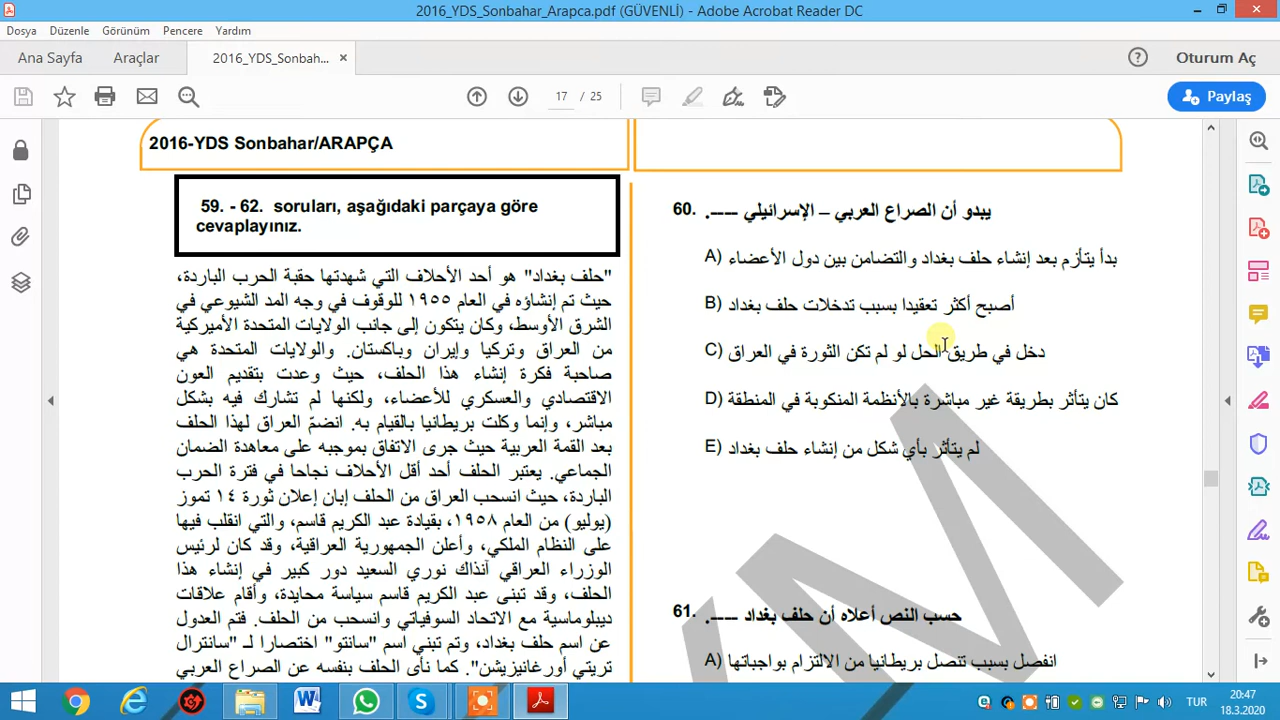 2016_YDS_Sonbahar_Arapca.pdf (GÜVENLİ) - Adobe Acrobat Reader DC
Dosya Düzenle Görünüm Pencere Yardım
Ana Sayfa Araçlar 2016_YDS_Sonbah... × ? Oturum Aç
17 / 25 Paylaş
2016-YDS Sonbahar/ARAPÇA
59. - 62. soruları, aşağıdaki parçaya göre
cevaplayınız.
"حلف بغداد" هو أحد الأحلاف التي شهدتها حقبة الحرب الباردة،
حيث تم إنشاؤه في العام ١٩٥٥ للوقوف في وجه المد الشيوعي في
الشرق الأوسط، وكان يتكون إلى جانب الولايات المتحدة الأميركية
من العراق وتركيا وإيران وباكستان. والولايات المتحدة هي
صاحبة فكرة إنشاء هذا الحلف، حيث وعدت بتقديم العون
الاقتصادي والعسكري للأعضاء، ولكنها لم تشارك فيه بشكل
مباشر، وإنما وكلت بريطانيا بالقيام به. انضمّ العراق لهذا الحلف
بعد القمة العربية حيث جرى الاتفاق بموجبه على معاهدة الضمان
الجماعي. يعتبر الحلف أحد أقل الأحلاف نجاحا في فترة الحرب
الباردة، حيث انسحب العراق من الحلف إبان إعلان ثورة ١٤ تموز
(يوليو) من العام ١٩٥٨، بقيادة عبد الكريم قاسم، والتي انقلب فيها
على النظام الملكي، وأعلن الجمهورية العراقية، وقد كان لرئيس
الوزراء العراقي آنذاك نوري السعيد دور كبير في إنشاء هذا
الحلف، وقد تبنى عبد الكريم قاسم سياسة محايدة، وأقام علاقات
ديبلوماسية مع الاتحاد السوفياتي وانسحب من الحلف. فتم العدول
عن اسم حلف بغداد، وتم تبني اسم "سانتو" اختصارا لـ "سانترال
تريتي أورغانيزيشن". كما نأى الحلف بنفسه عن الصراع العربي
60. يبدو أن الصراع العربي – الإسرائيلي -----.
A) بدأ يتأزم بعد إنشاء حلف بغداد والتضامن بين دول الأعضاء
B) أصبح أكثر تعقيدا بسبب تدخلات حلف بغداد
C) دخل في طريق الحل لو لم تكن الثورة في العراق
D) كان يتأثر بطريقة غير مباشرة بالأنظمة المنكوبة في المنطقة
E) لم يتأثر بأي شكل من إنشاء حلف بغداد
61. حسب النص أعلاه أن حلف بغداد -----.
A) انفصل بسبب تنصل بريطانيا من الالتزام بواجباتها
TUR
20:47
18.3.2020